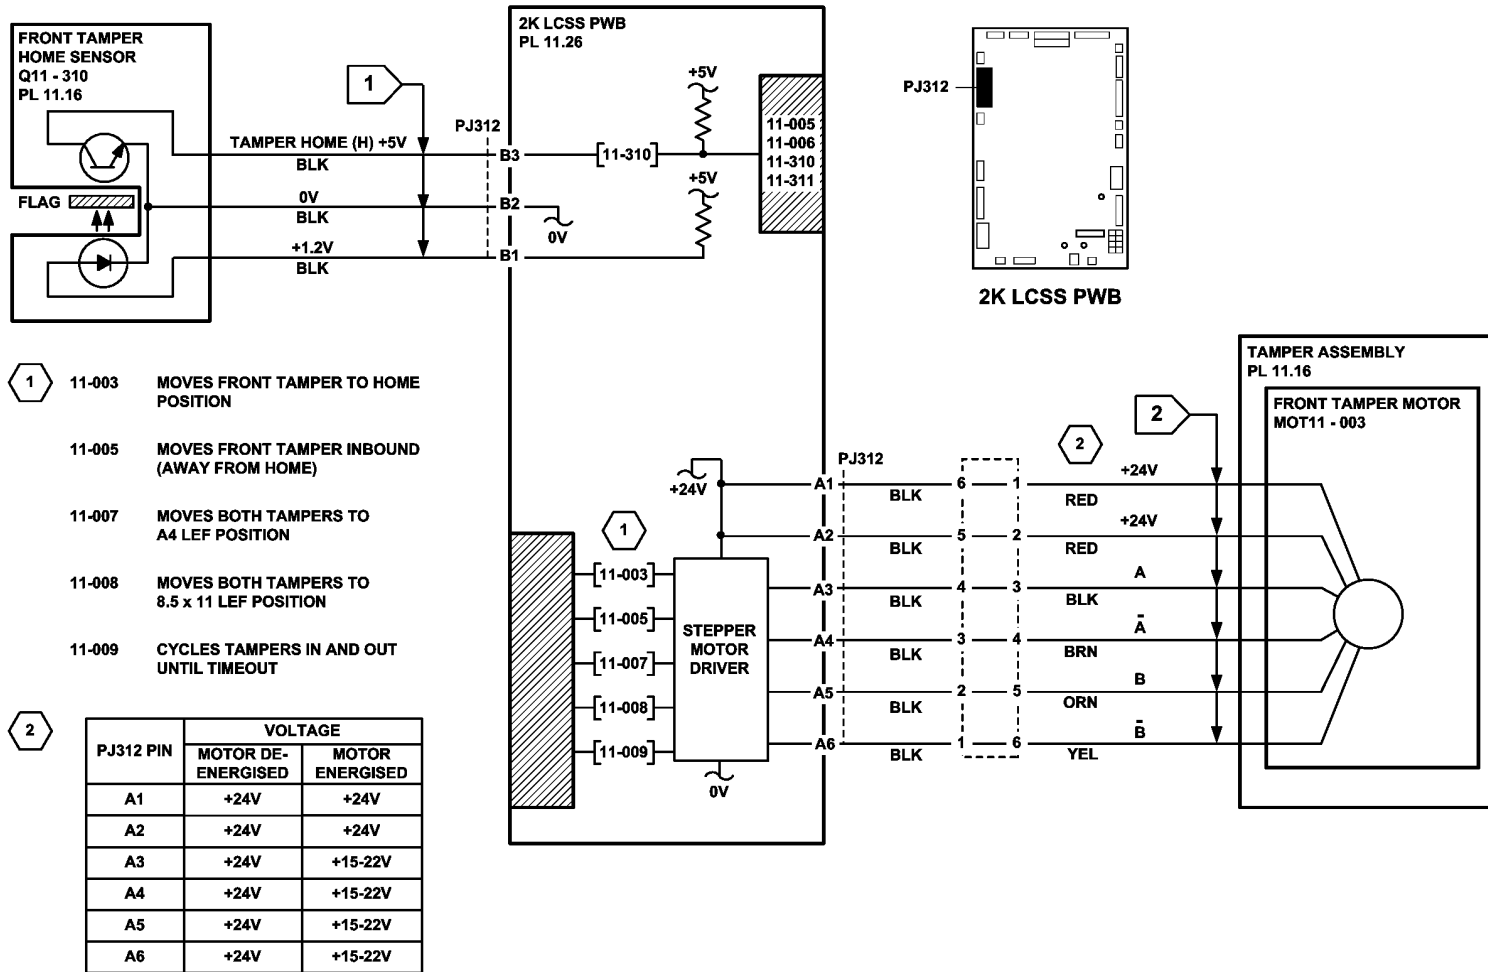 FRONT TAMPER
HOME SENSOR
Q11 - 310
PL 11.16
FLAG
1
TAMPER HOME (H) +5V
BLK
0V
BLK
+1.2V
BLK
PJ312
2K LCSS PWB
PL 11.26
B3
B2
B1
[11-310]
+5V
+5V
0V
11-005
11-006
11-310
11-311
PJ312
2K LCSS PWB
1
11-003 MOVES FRONT TAMPER TO HOME
POSITION
11-005 MOVES FRONT TAMPER INBOUND
(AWAY FROM HOME)
11-007 MOVES BOTH TAMPERS TO
A4 LEF POSITION
11-008 MOVES BOTH TAMPERS TO
8.5 x 11 LEF POSITION
11-009 CYCLES TAMPERS IN AND OUT
UNTIL TIMEOUT
2
PJ312 PIN
VOLTAGE
MOTOR DE-
ENERGISED
MOTOR
ENERGISED
A1 +24V +24V
A2 +24V +24V
A3 +24V +15-22V
A4 +24V +15-22V
A5 +24V +15-22V
A6 +24V +15-22V
1
[11-003]
[11-005]
[11-007]
[11-008]
[11-009]
+24V
STEPPER
MOTOR
DRIVER
0V
PJ312
2
2
A1 BLK 6 1 RED +24V
A2 BLK 5 2 RED +24V
A3 BLK 4 3 BLK A
A4 BLK 3 4 BRN A̅
A5 BLK 2 5 ORN B
A6 BLK 1 6 YEL B̅
TAMPER ASSEMBLY
PL 11.16
FRONT TAMPER MOTOR
MOT11 - 003